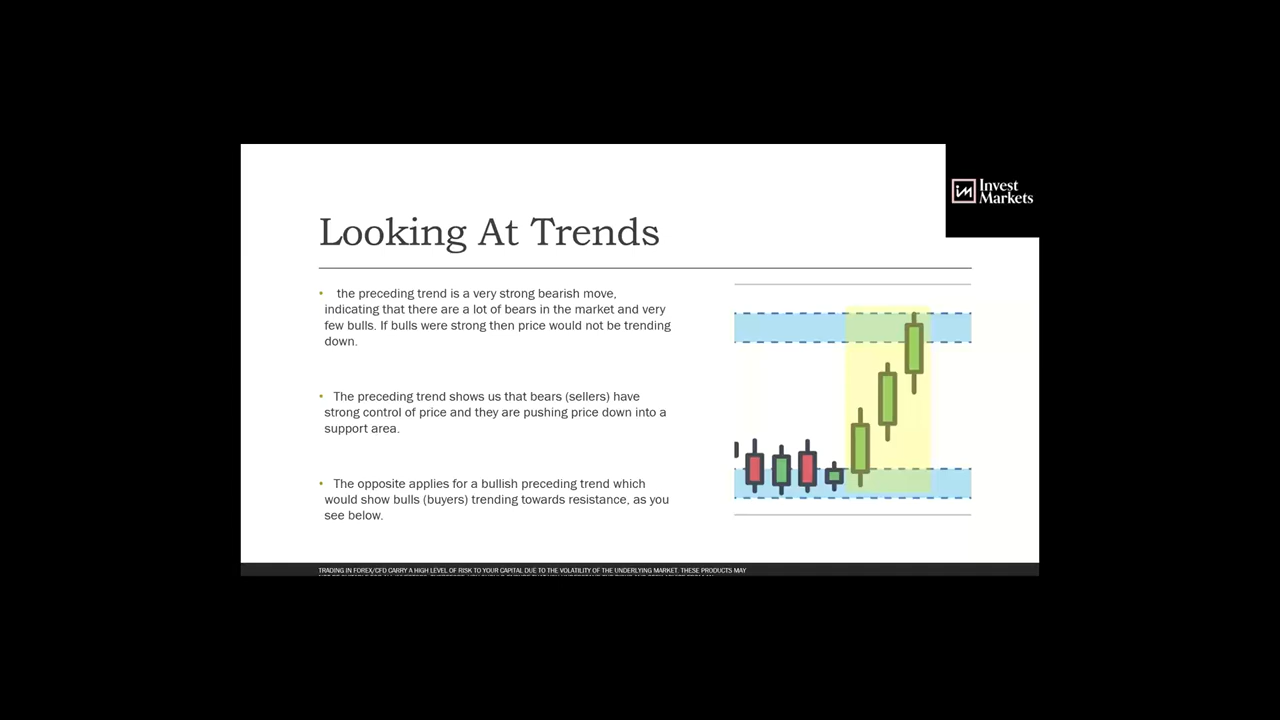 Invest
Markets
Looking At Trends
• the preceding trend is a very strong bearish move,
indicating that there are a lot of bears in the market and very
few bulls. If bulls were strong then price would not be trending
down.
• The preceding trend shows us that bears (sellers) have
strong control of price and they are pushing price down into a
support area.
• The opposite applies for a bullish preceding trend which
would show bulls (buyers) trending towards resistance, as you
see below.
TRADING IN FOREX/CFD CARRY A HIGH LEVEL OF RISK TO YOUR CAPITAL DUE TO THE VOLATILITY OF THE UNDERLYING MARKET. THESE PRODUCTS MAY